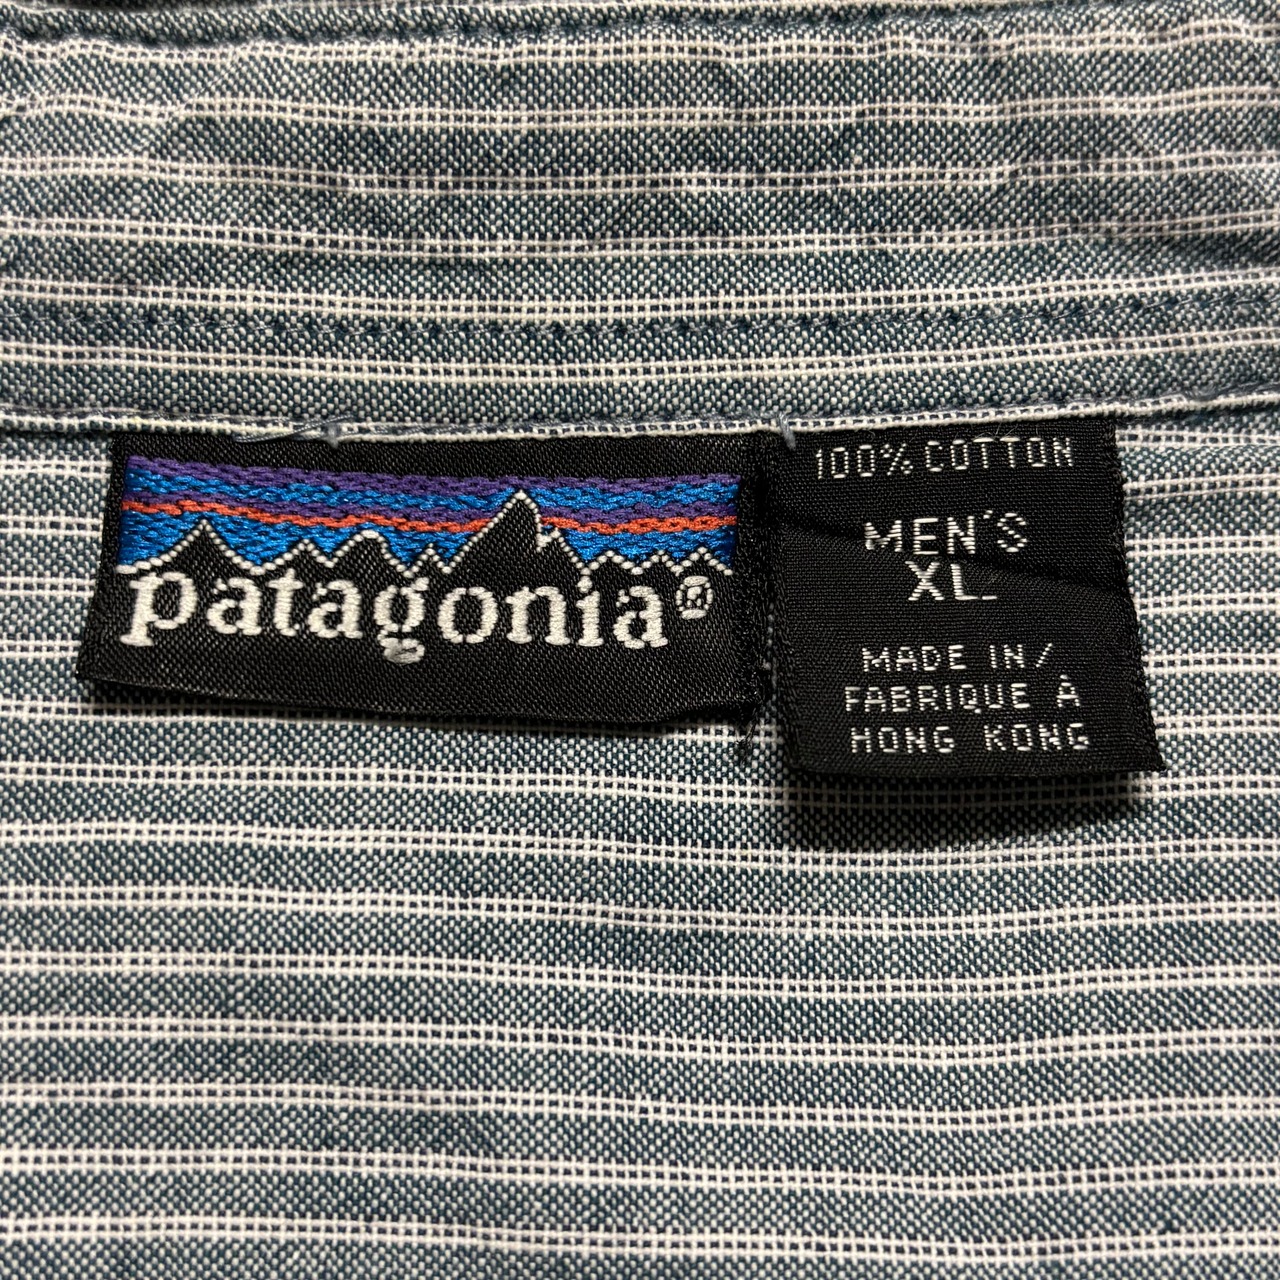 patagonia®
100% COTTON
MEN'S
XL
MADE IN/
FABRIQUE À
HONG KONG